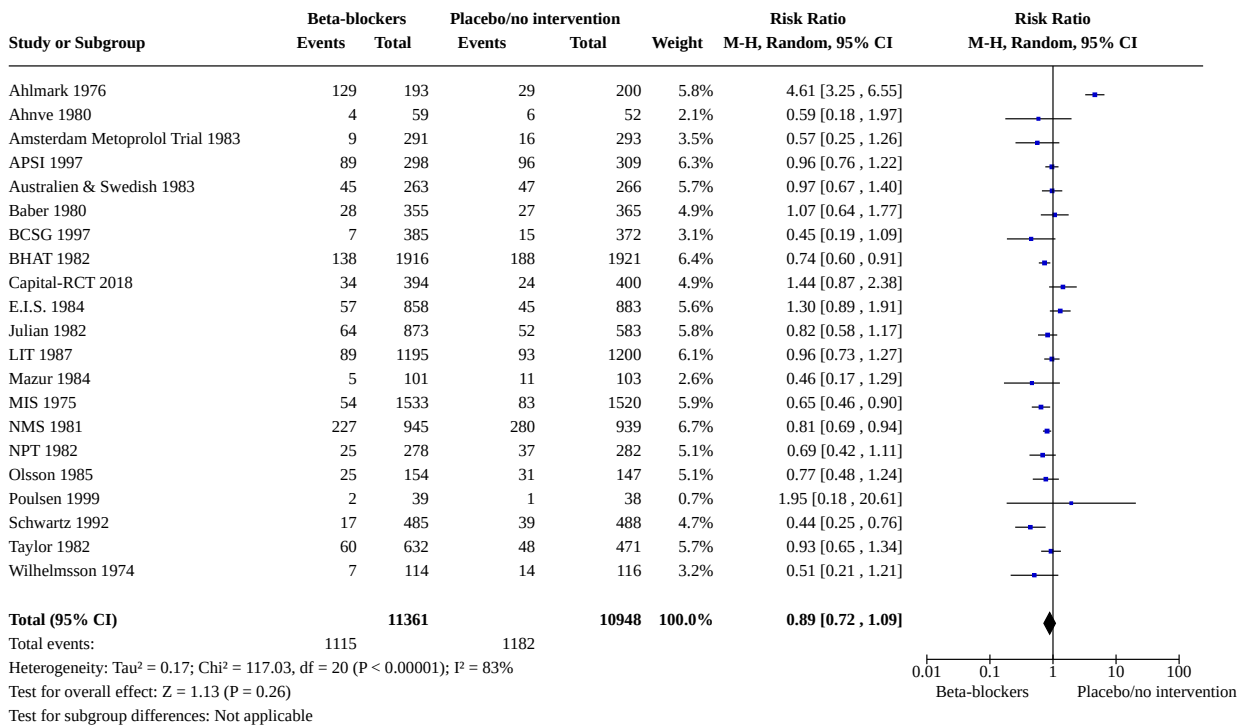 Beta-blockers Placebo/no intervention Risk Ratio Risk Ratio
Study or Subgroup Events Total Events Total Weight M-H, Random, 95% CI M-H, Random, 95% CI
Ahlmark 1976 129 193 29 200 5.8% 4.61 [3.25 , 6.55]
Ahnve 1980 4 59 6 52 2.1% 0.59 [0.18 , 1.97]
Amsterdam Metoprolol Trial 1983 9 291 16 293 3.5% 0.57 [0.25 , 1.26]
APSI 1997 89 298 96 309 6.3% 0.96 [0.76 , 1.22]
Australien & Swedish 1983 45 263 47 266 5.7% 0.97 [0.67 , 1.40]
Baber 1980 28 355 27 365 4.9% 1.07 [0.64 , 1.77]
BCSG 1997 7 385 15 372 3.1% 0.45 [0.19 , 1.09]
BHAT 1982 138 1916 188 1921 6.4% 0.74 [0.60 , 0.91]
Capital-RCT 2018 34 394 24 400 4.9% 1.44 [0.87 , 2.38]
E.I.S. 1984 57 858 45 883 5.6% 1.30 [0.89 , 1.91]
Julian 1982 64 873 52 583 5.8% 0.82 [0.58 , 1.17]
LIT 1987 89 1195 93 1200 6.1% 0.96 [0.73 , 1.27]
Mazur 1984 5 101 11 103 2.6% 0.46 [0.17 , 1.29]
MIS 1975 54 1533 83 1520 5.9% 0.65 [0.46 , 0.90]
NMS 1981 227 945 280 939 6.7% 0.81 [0.69 , 0.94]
NPT 1982 25 278 37 282 5.1% 0.69 [0.42 , 1.11]
Olsson 1985 25 154 31 147 5.1% 0.77 [0.48 , 1.24]
Poulsen 1999 2 39 1 38 0.7% 1.95 [0.18 , 20.61]
Schwartz 1992 17 485 39 488 4.7% 0.44 [0.25 , 0.76]
Taylor 1982 60 632 48 471 5.7% 0.93 [0.65 , 1.34]
Wilhelmsson 1974 7 114 14 116 3.2% 0.51 [0.21 , 1.21]
Total (95% CI) 11361 10948 100.0% 0.89 [0.72 , 1.09]
Total events: 1115 1182
Heterogeneity: Tau² = 0.17; Chi² = 117.03, df = 20 (P < 0.00001); I² = 83%
0.01 0.1 1 10 100
Test for overall effect: Z = 1.13 (P = 0.26)
Beta-blockers Placebo/no intervention
Test for subgroup differences: Not applicable